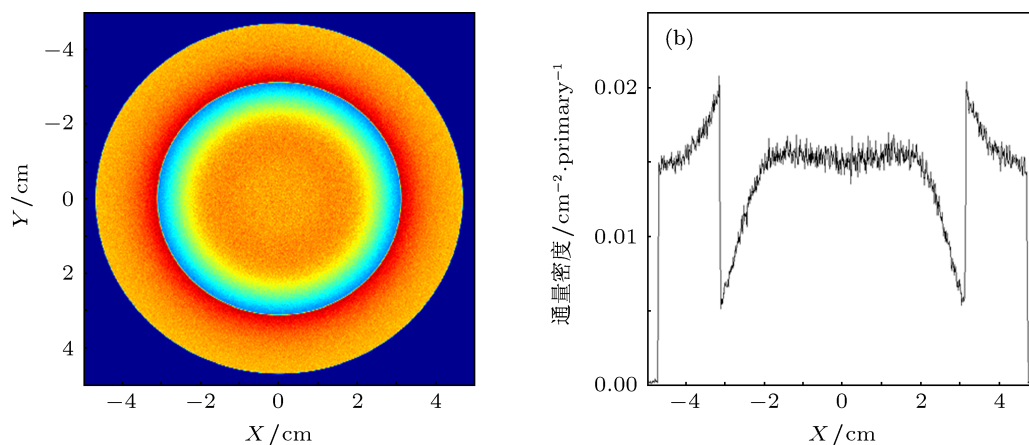 −4
−2
0
2
4
Y/cm
−4 −2 0 2 4
X/cm
(b)
0.02
0.01
0.00
通量密度/cm⁻²·primary⁻¹
−4 −2 0 2 4
X/cm